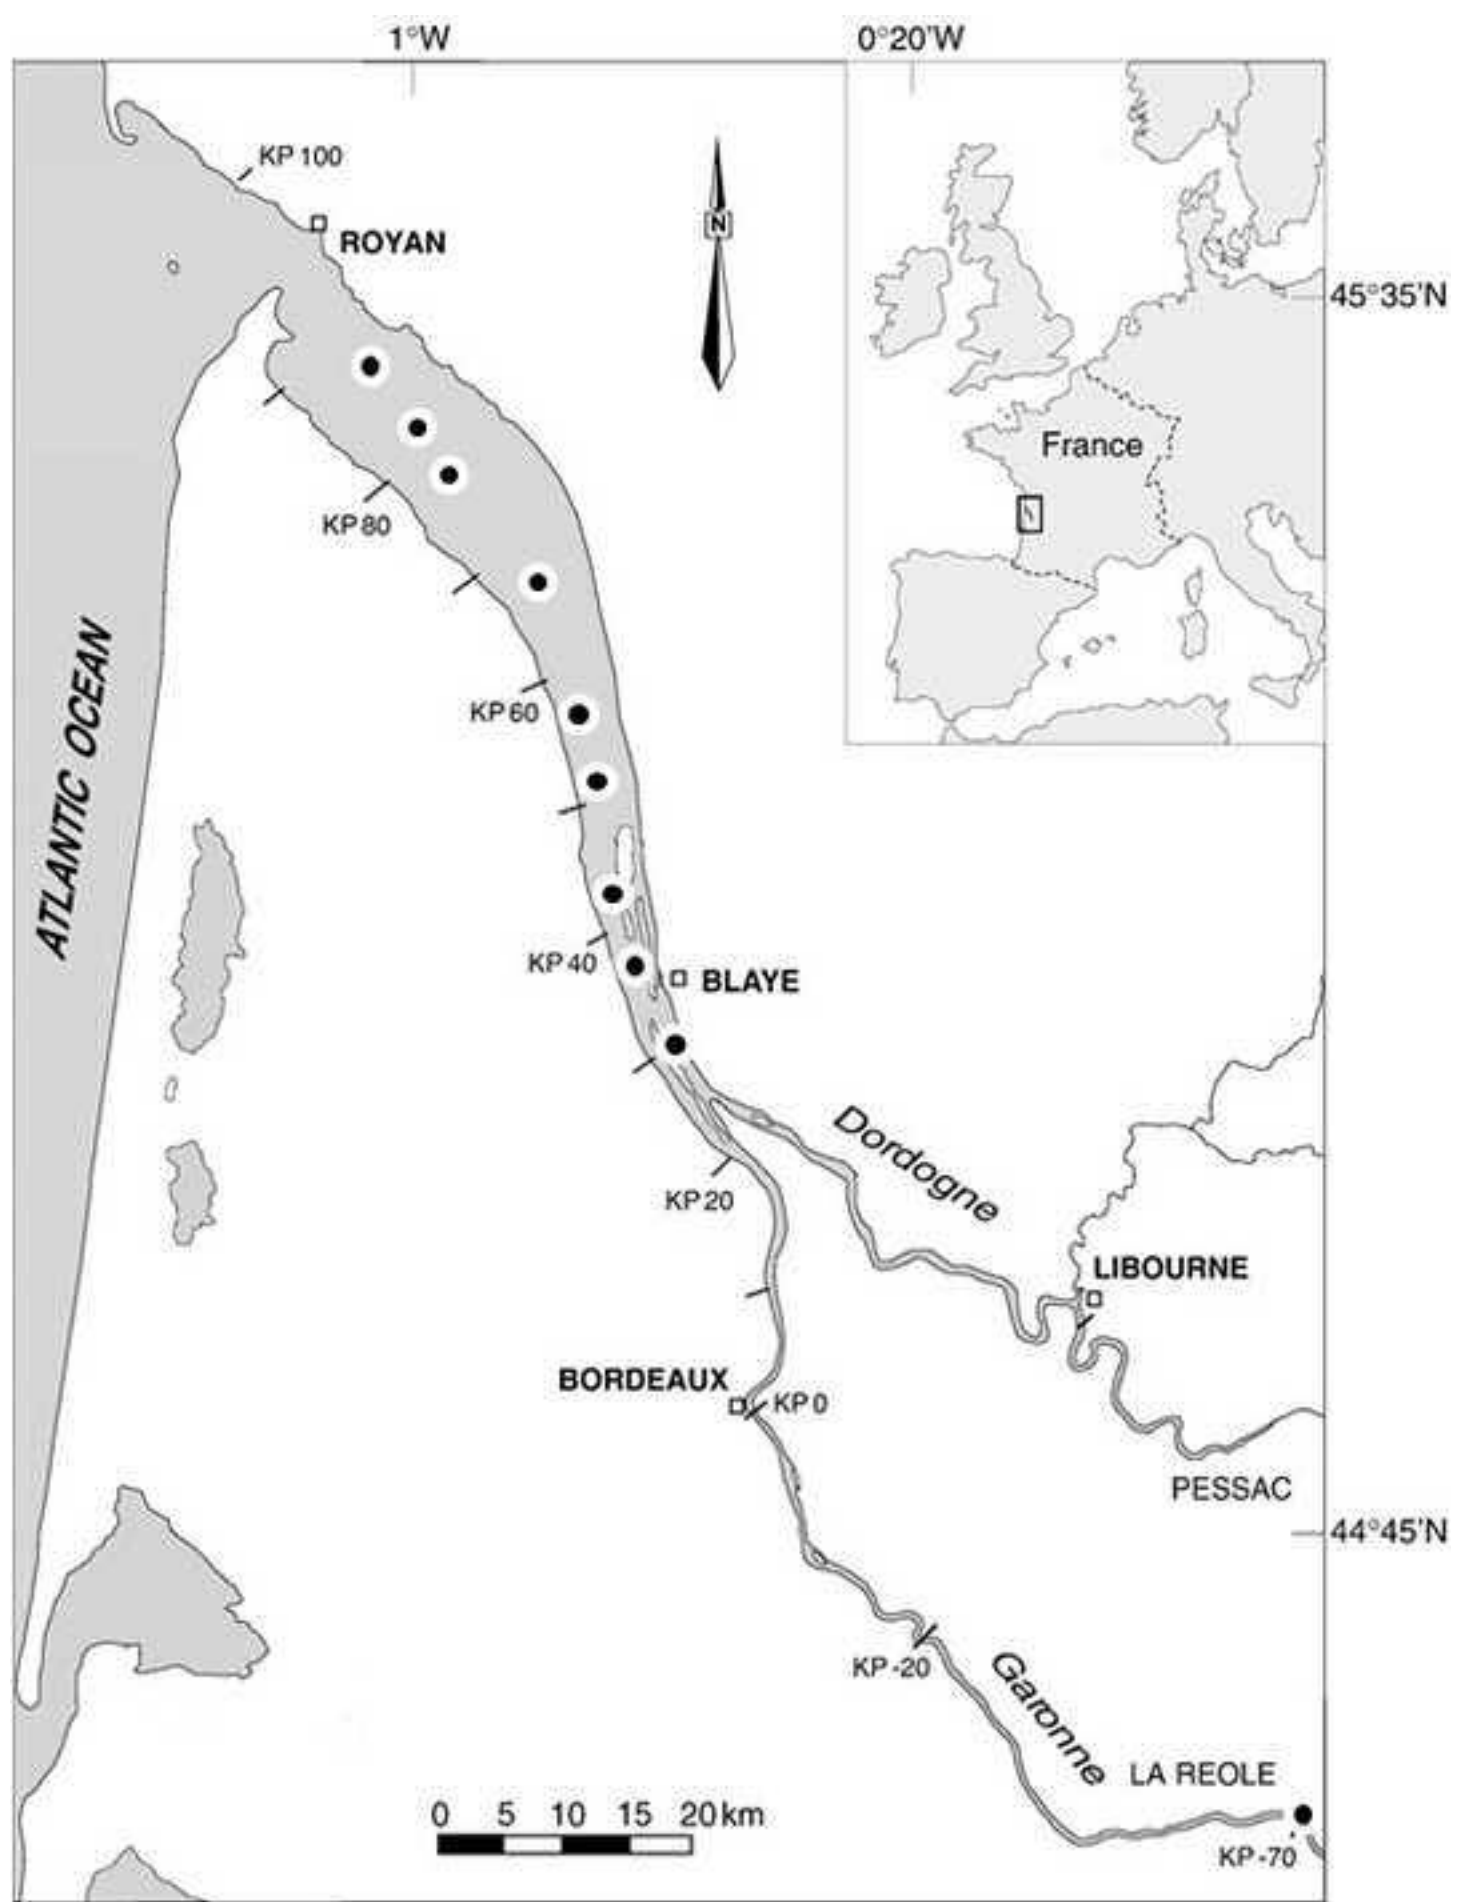 1°W
0°20'W
KP 100
ROYAN
N
45°35'N
France
KP 80
ATLANTIC OCEAN
KP 60
KP 40
BLAYE
Dordogne
KP 20
LIBOURNE
BORDEAUX
KP 0
PESSAC
44°45'N
KP -20
Garonne
LA REOLE
0 5 10 15 20 km
KP -70